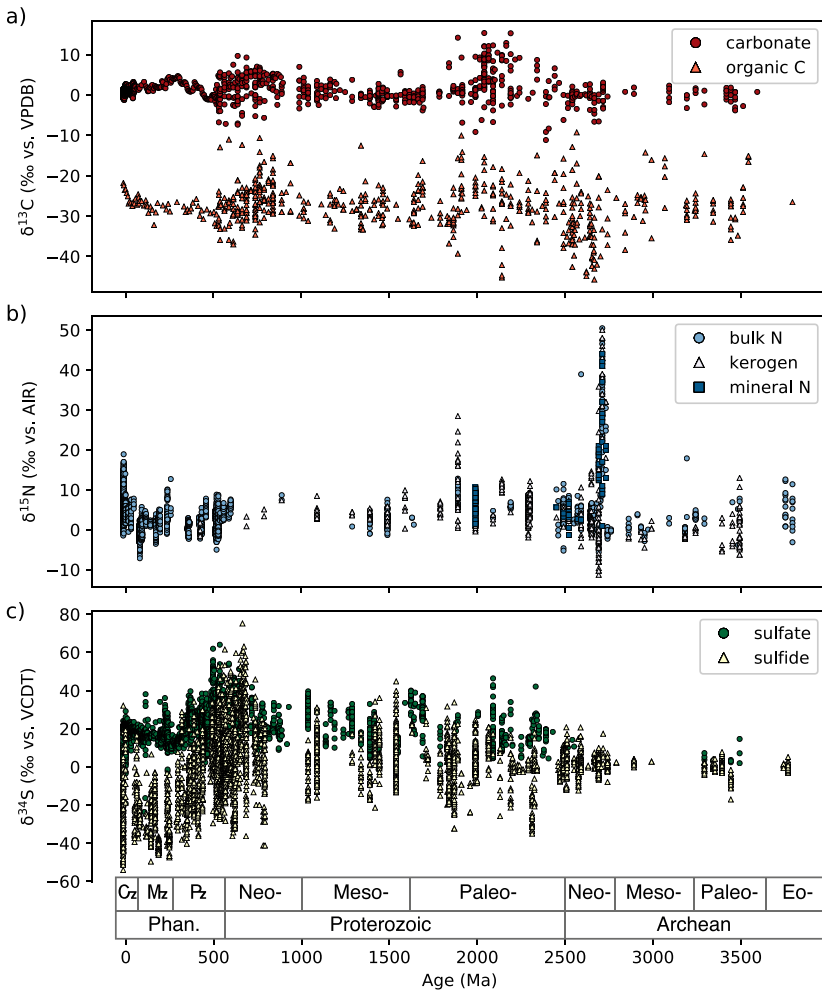 a)
10
0
−10
−20
−30
−40
δ13C (‰ vs. VPDB)
carbonate
organic C
b)
50
40
30
20
10
0
−10
δ15N (‰ vs. AIR)
bulk N
kerogen
mineral N
c)
80
60
40
20
0
−20
−40
−60
δ34S (‰ vs. VCDT)
sulfate
sulfide
Cz Mz Pz Neo- Meso- Paleo- Neo- Meso- Paleo- Eo-
Phan. Proterozoic Archean
0 500 1000 1500 2000 2500 3000 3500
Age (Ma)